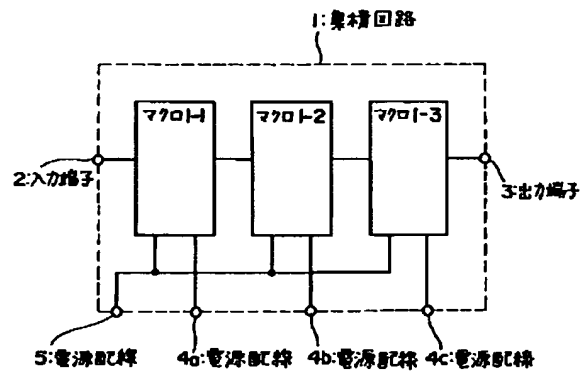 1:集積回路
マクロ1-1
マクロ1-2
マクロ1-3
2:入力端子
3:出力端子
5:電源配線
4a:電源配線
4b:電源配線
4c:電源配線